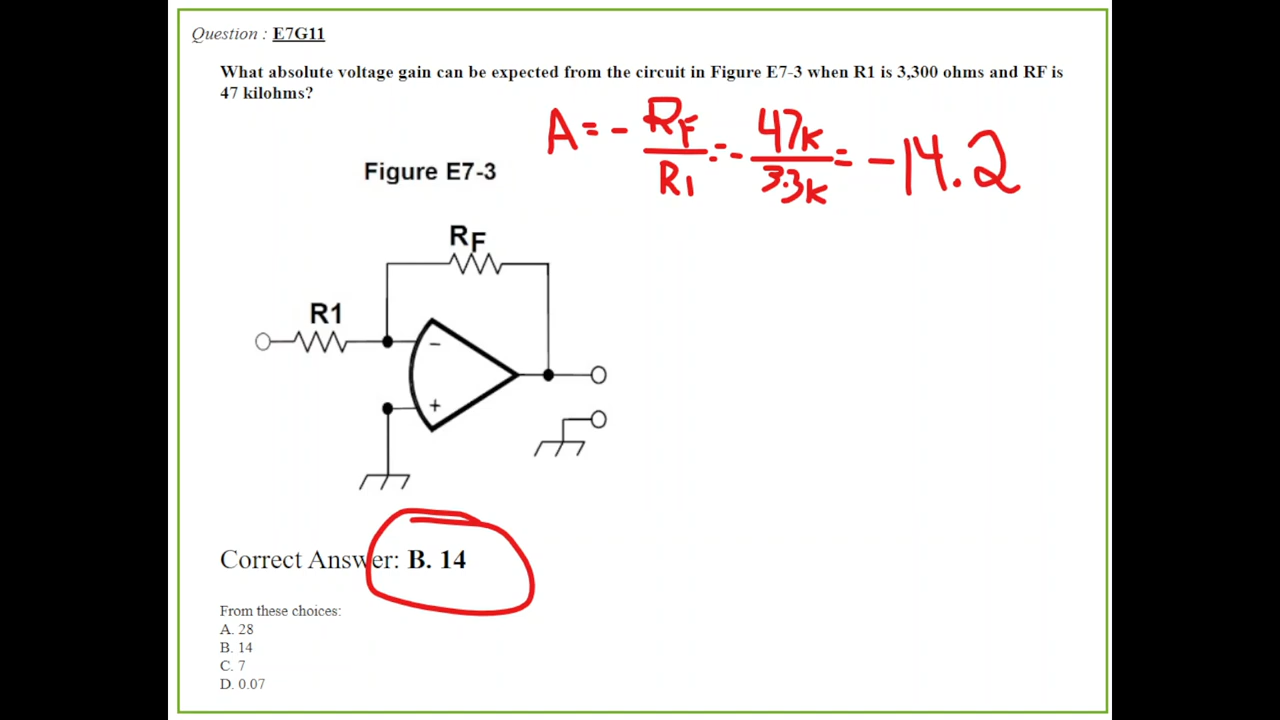 Question : E7G11
What absolute voltage gain can be expected from the circuit in Figure E7-3 when R1 is 3,300 ohms and RF is
47 kilohms?
A = - RF/R1 = - 47K/3.3K = -14.2
Figure E7-3
RF
R1
-
+
Correct Answer: B. 14
From these choices:
A. 28
B. 14
C. 7
D. 0.07